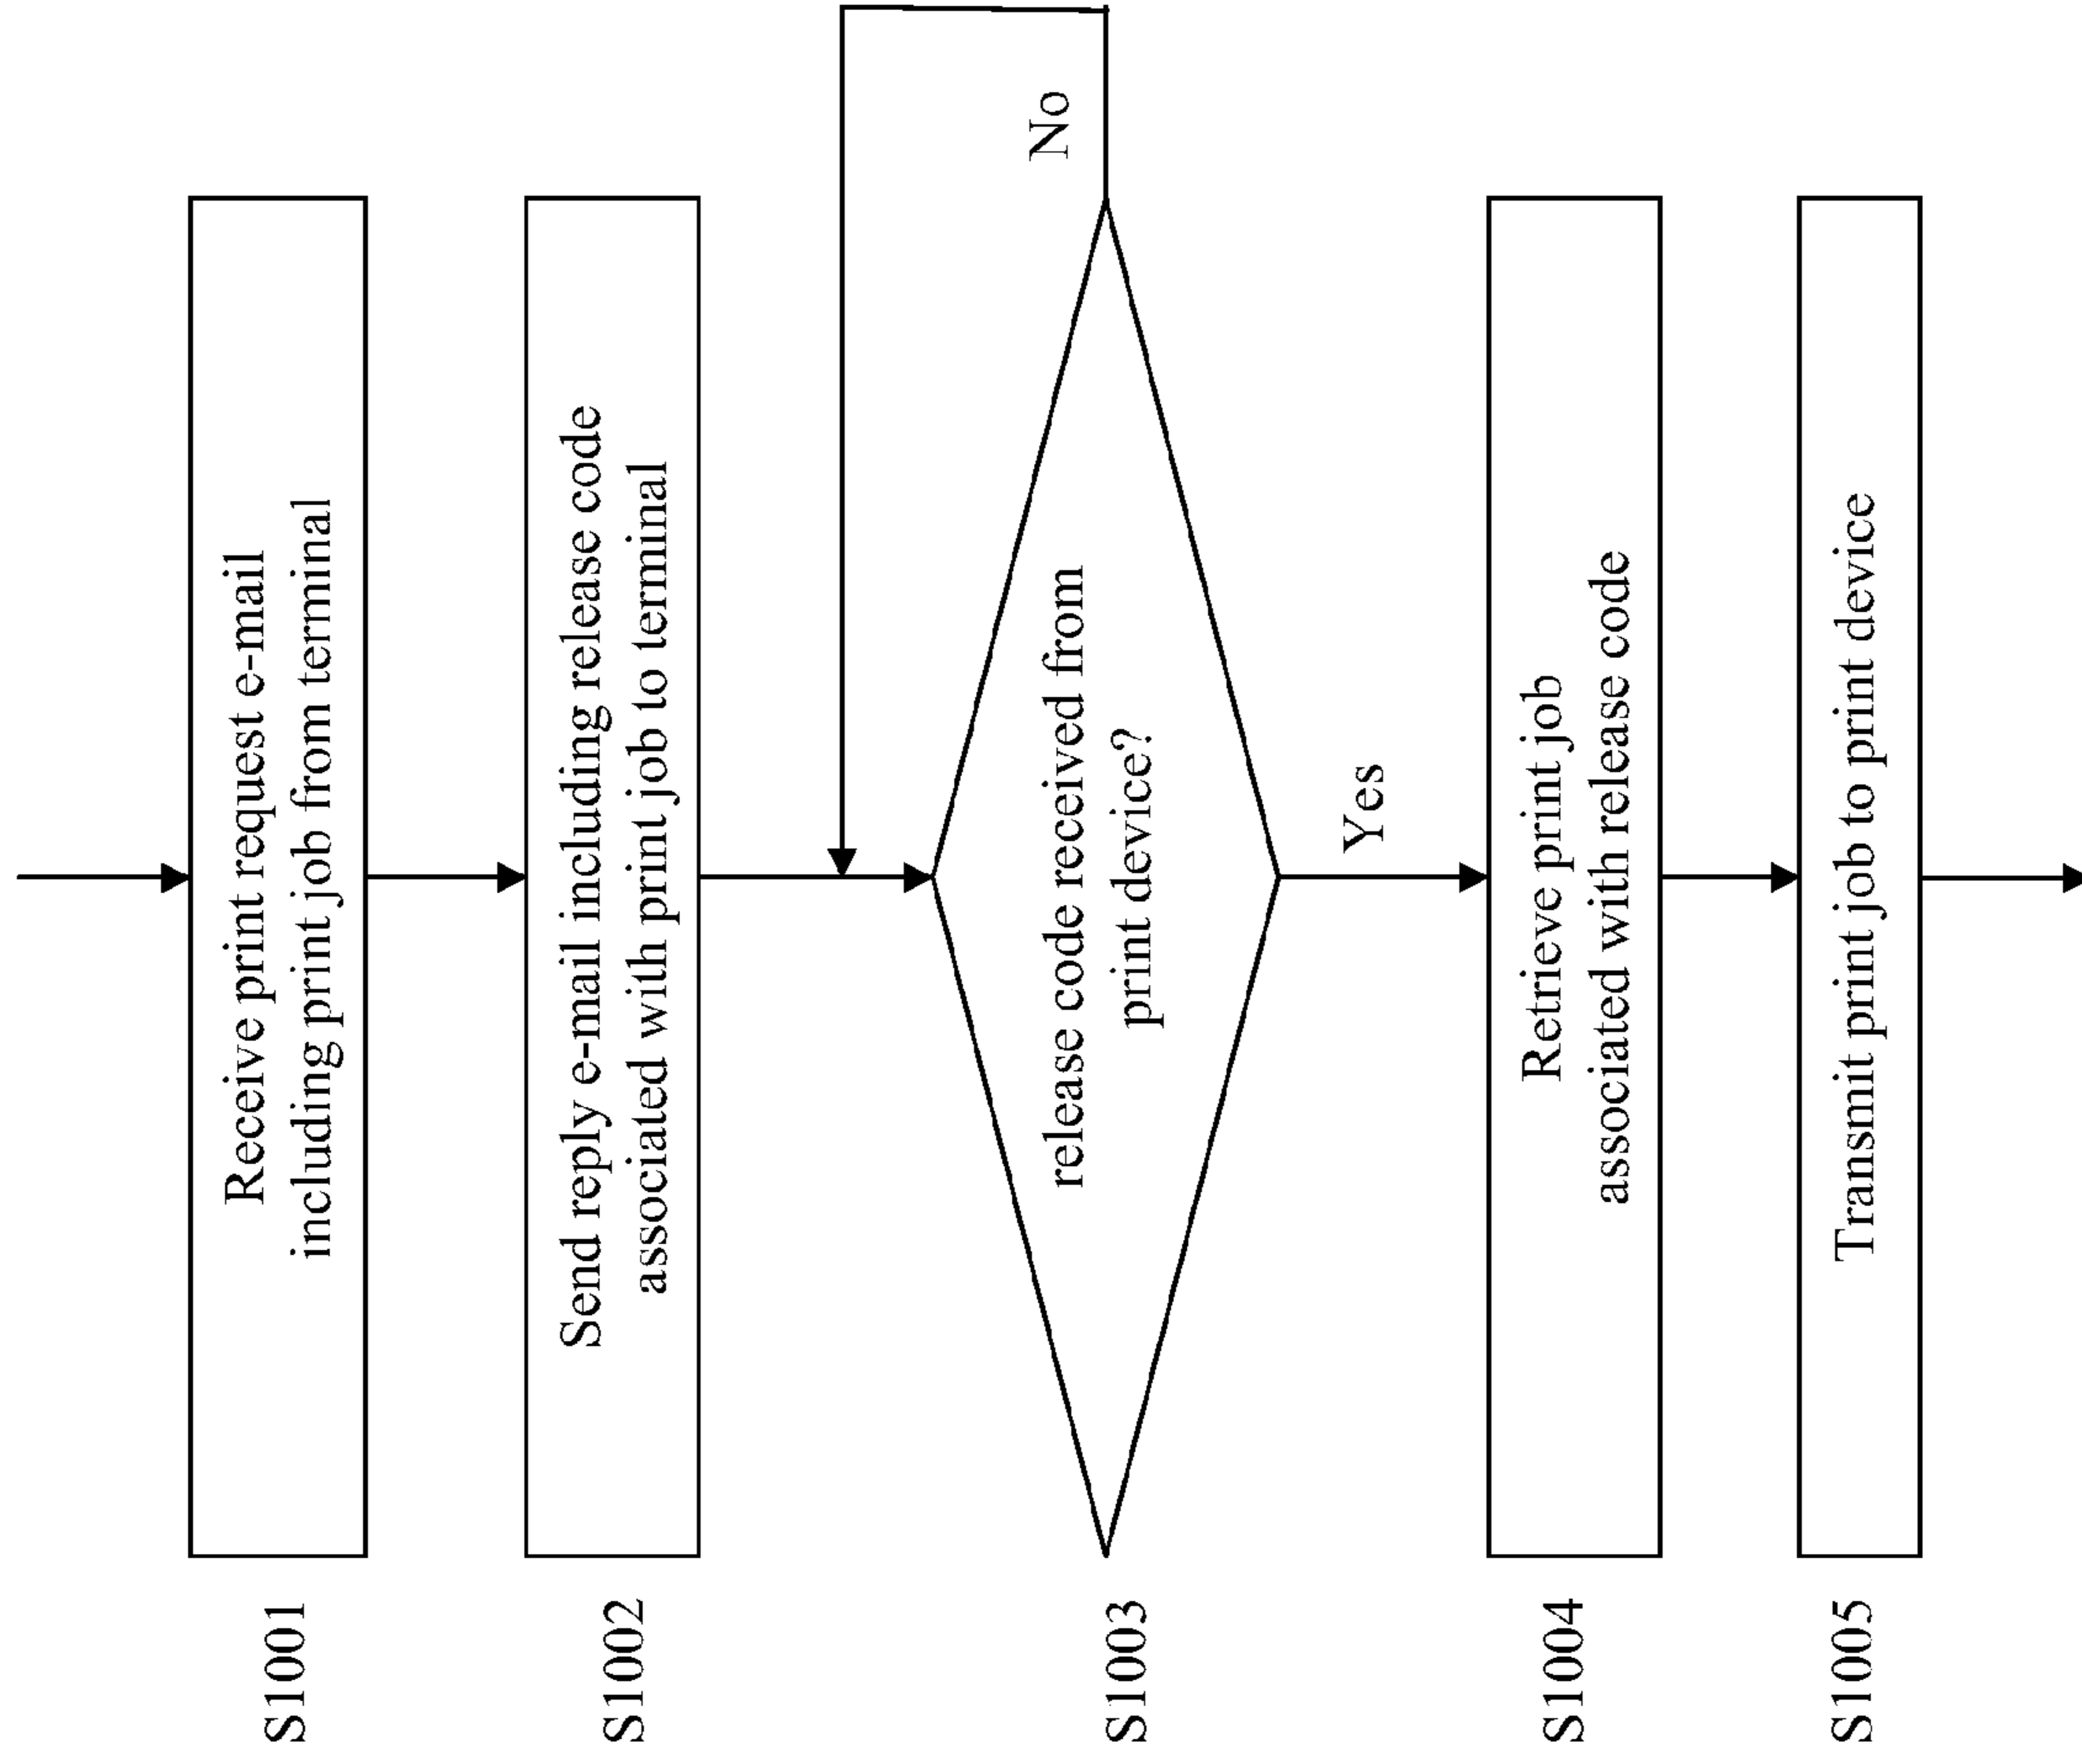 S1001
Receive print request e-mail
including print job from terminal
S1002
Send reply e-mail including release code
associated with print job to terminal
S1003
release code received from
print device?
No
Yes
S1004
Retrieve print job
associated with release code
S1005
Transmit print job to print device